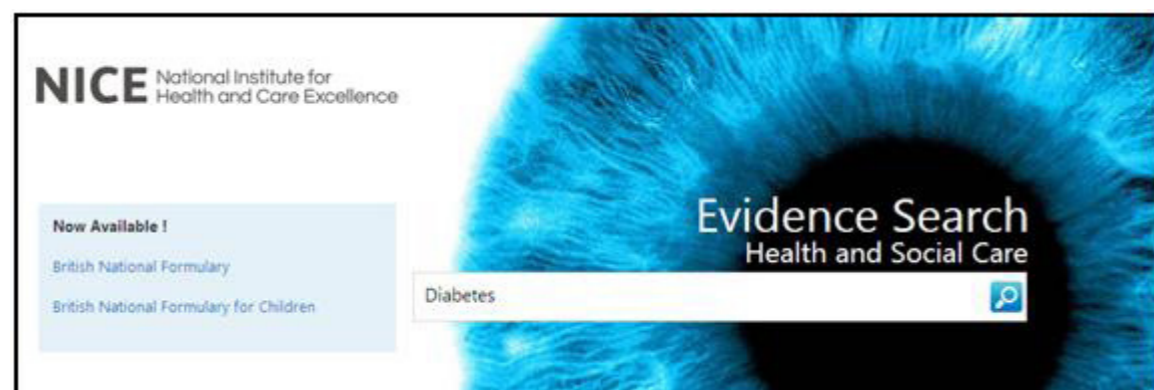 NICE National Institute for
Health and Care Excellence
Now Available !
British National Formulary
British National Formulary for Children
Evidence Search
Health and Social Care
Diabetes